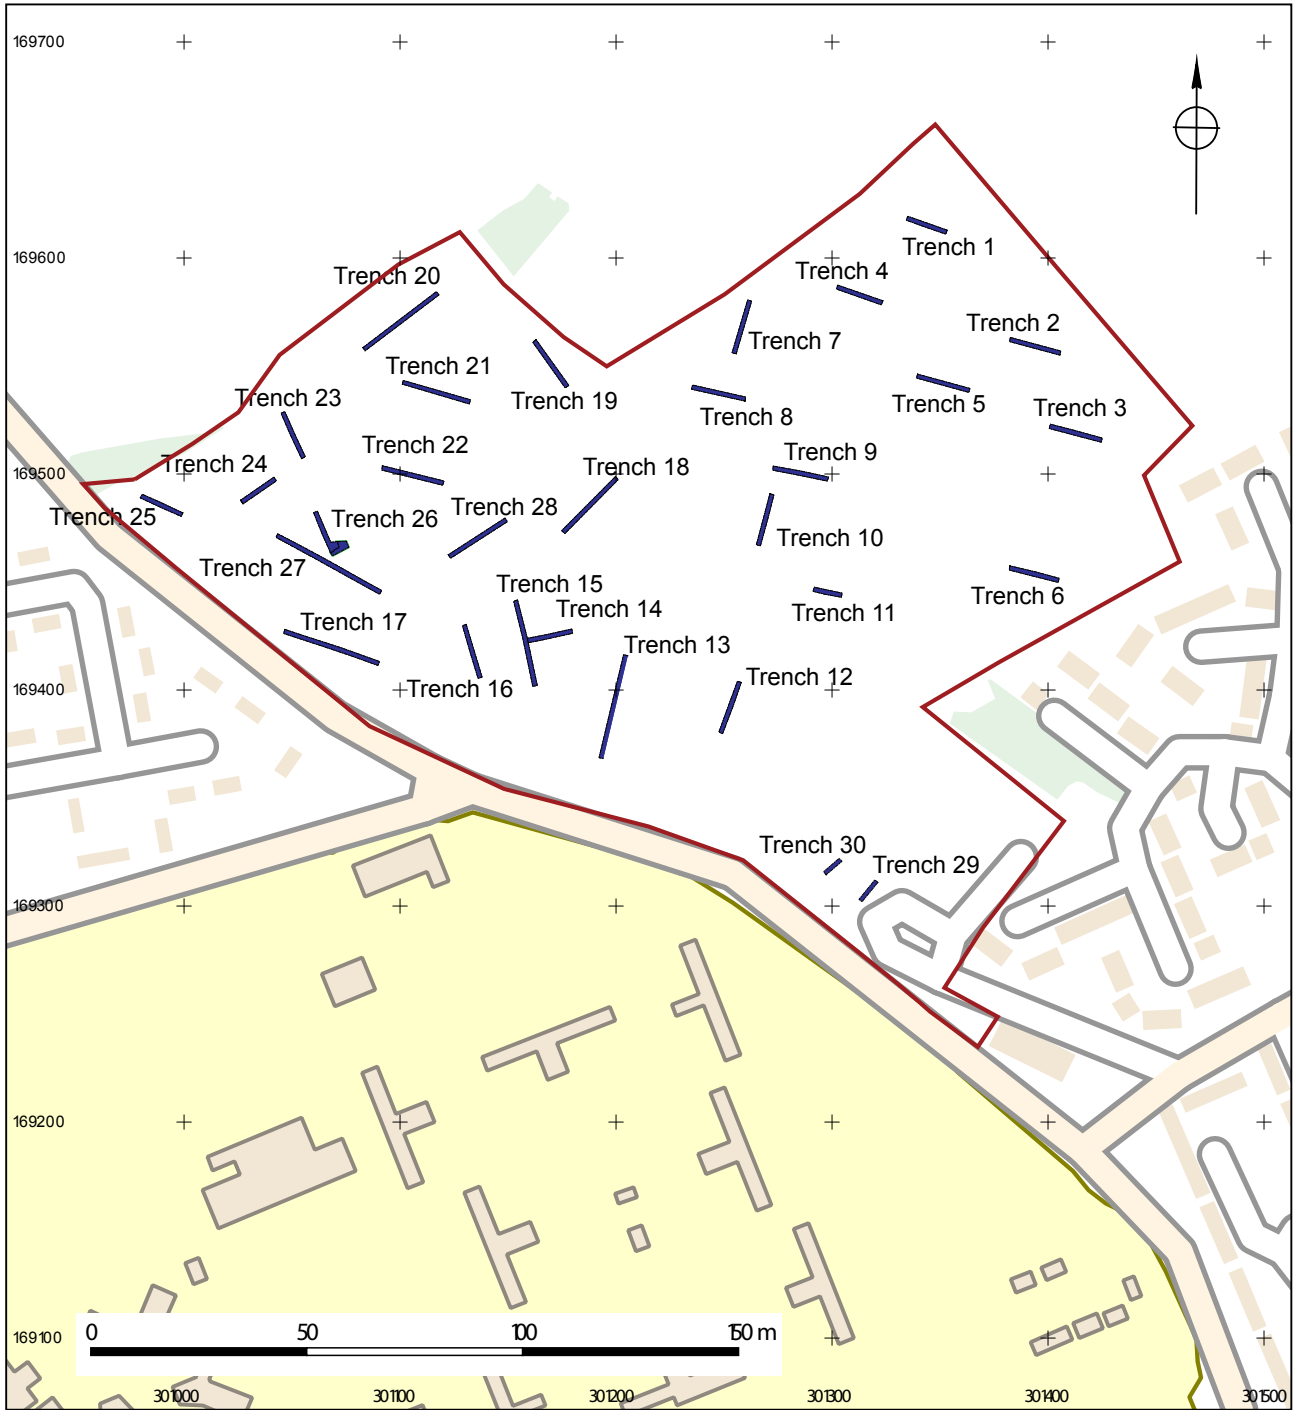 169700
Trench 1
169600
Trench 4
Trench 20
Trench 2
Trench 7
Trench 21
Trench 19
Trench 23
Trench 5
Trench 3
Trench 8
Trench 22
Trench 9
169500
Trench 24
Trench 18
Trench 28
Trench 25
Trench 26
Trench 10
Trench 27
Trench 15
Trench 6
Trench 14
Trench 11
Trench 17
Trench 13
Trench 12
169400
Trench 16
Trench 30
Trench 29
169300
169200
169100
0 50 100 150 m
301000 301100 301200 301300 301400 301500